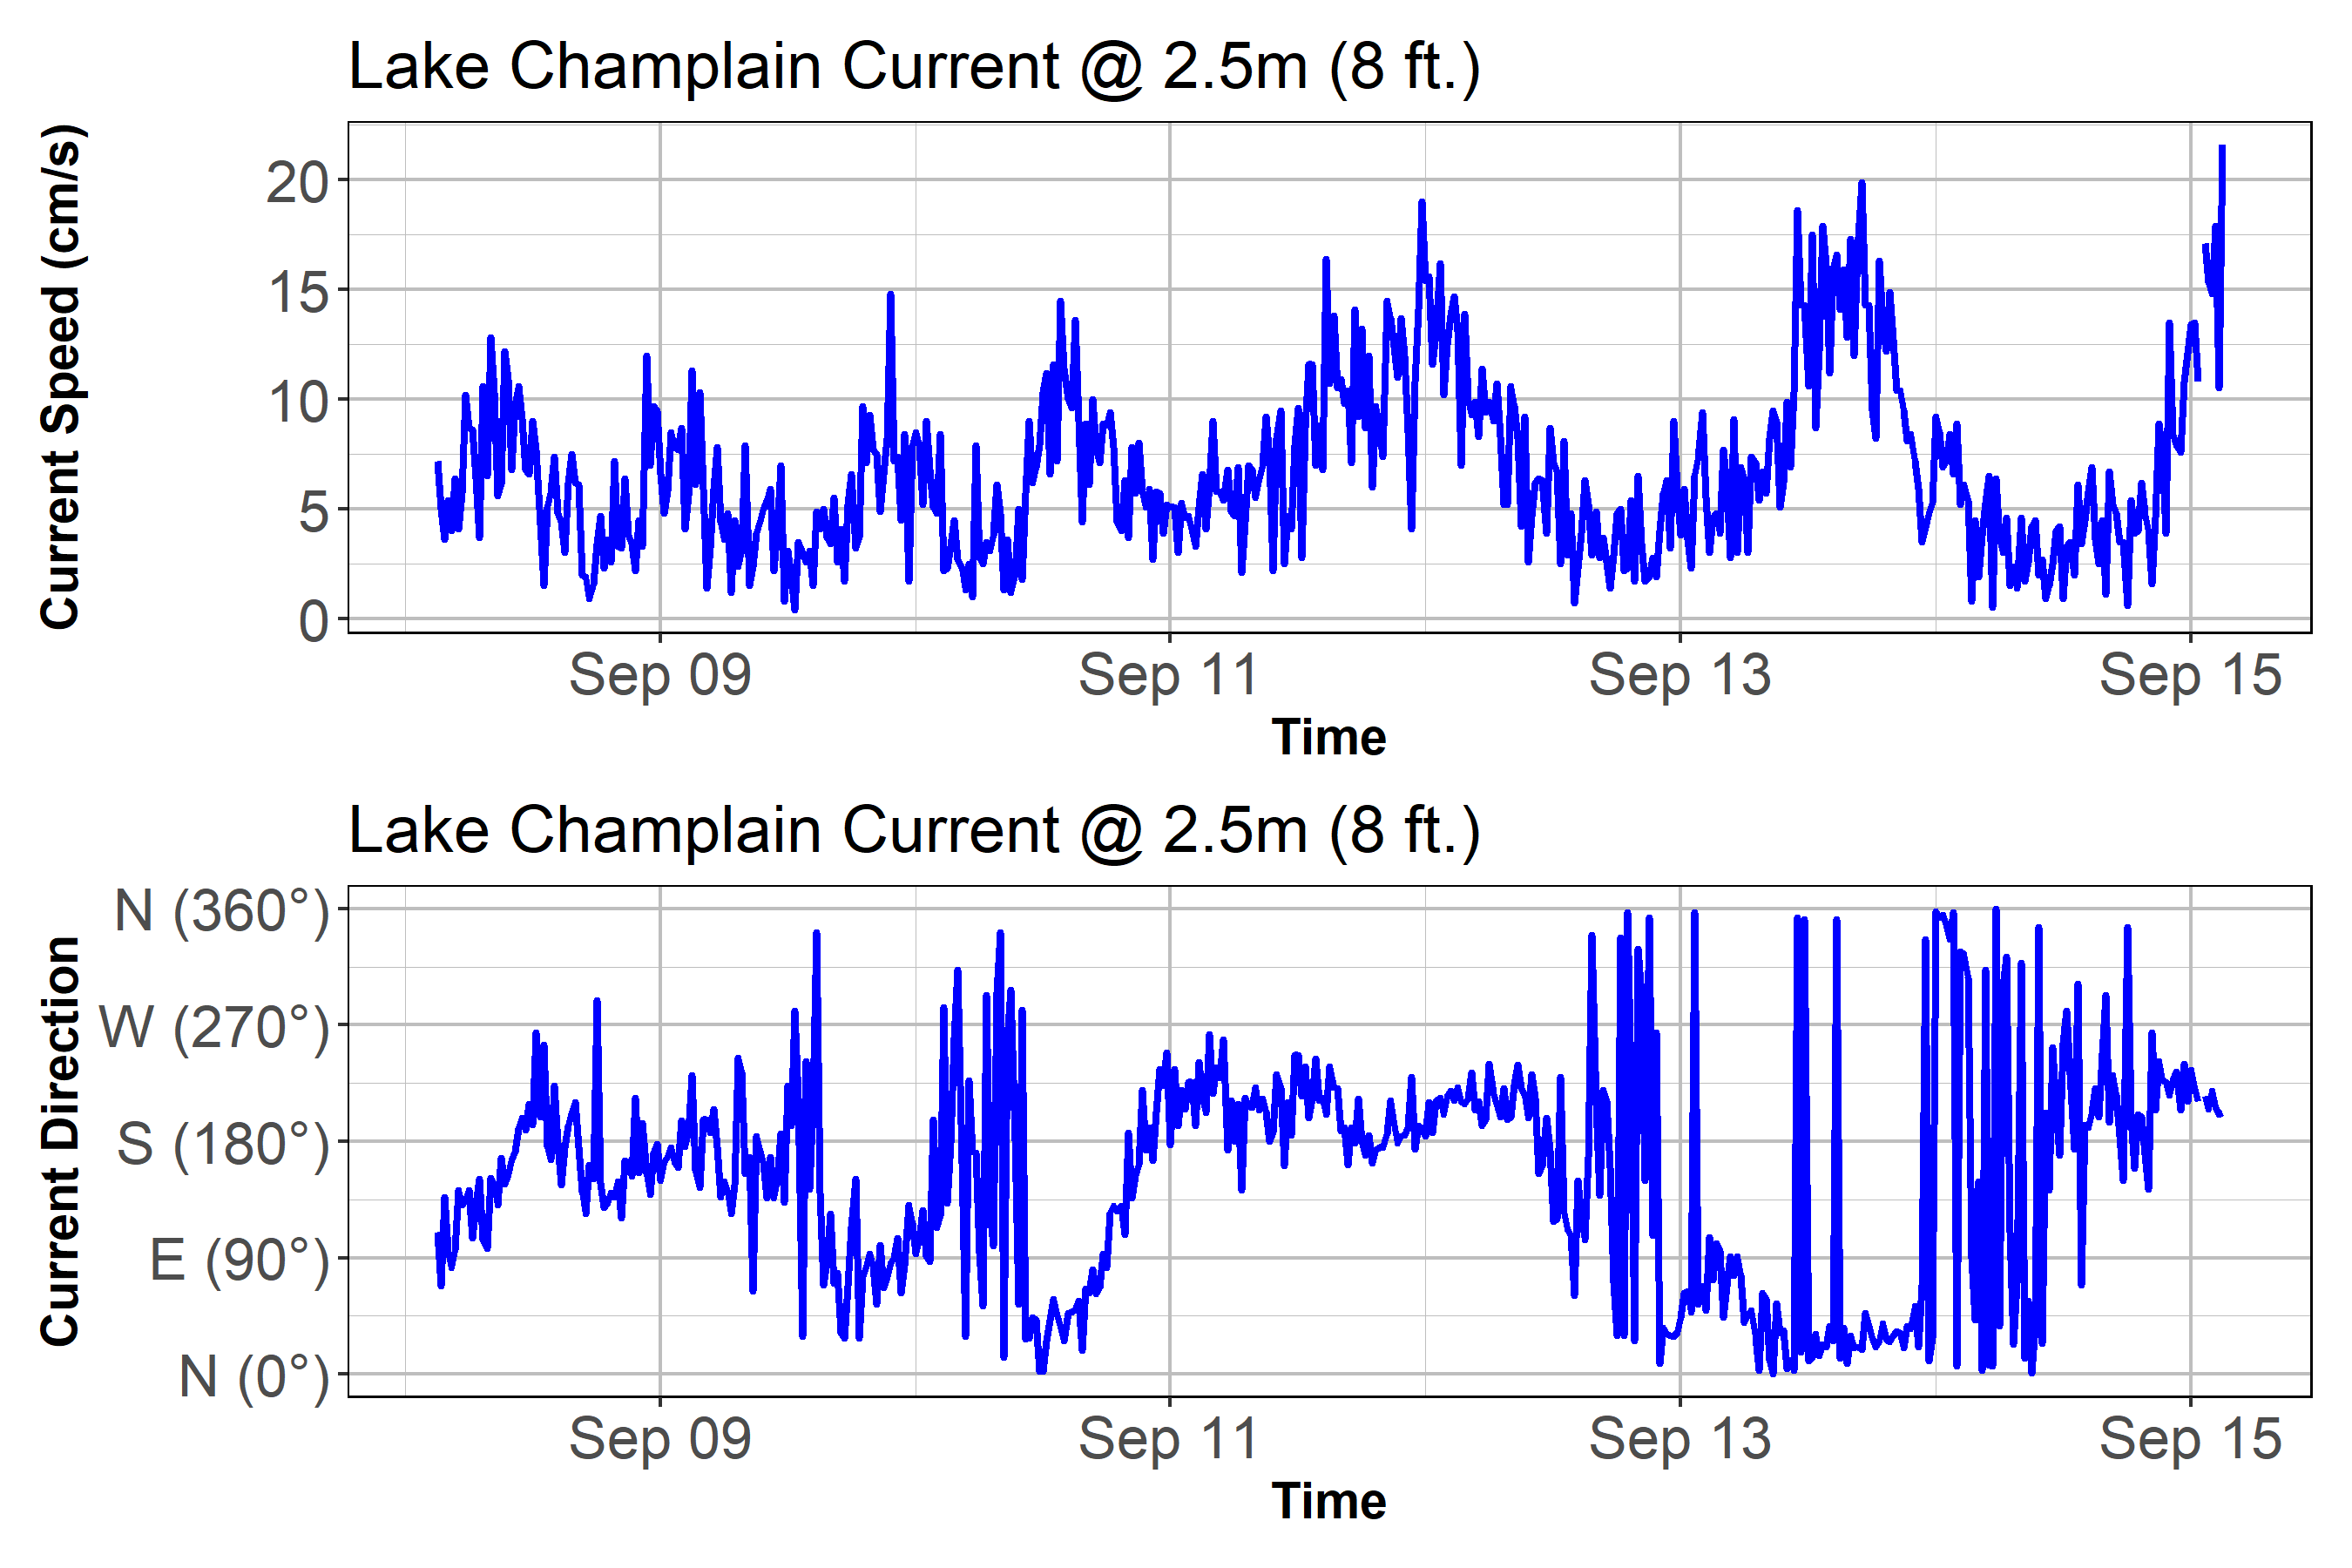 Lake Champlain Current @ 2.5m (8 ft.)
Current Speed (cm/s)
20
15
10
5
0
Sep 09 Sep 11 Sep 13 Sep 15
Time
Lake Champlain Current @ 2.5m (8 ft.)
Current Direction
N (360°)
W (270°)
S (180°)
E (90°)
N (0°)
Sep 09 Sep 11 Sep 13 Sep 15
Time